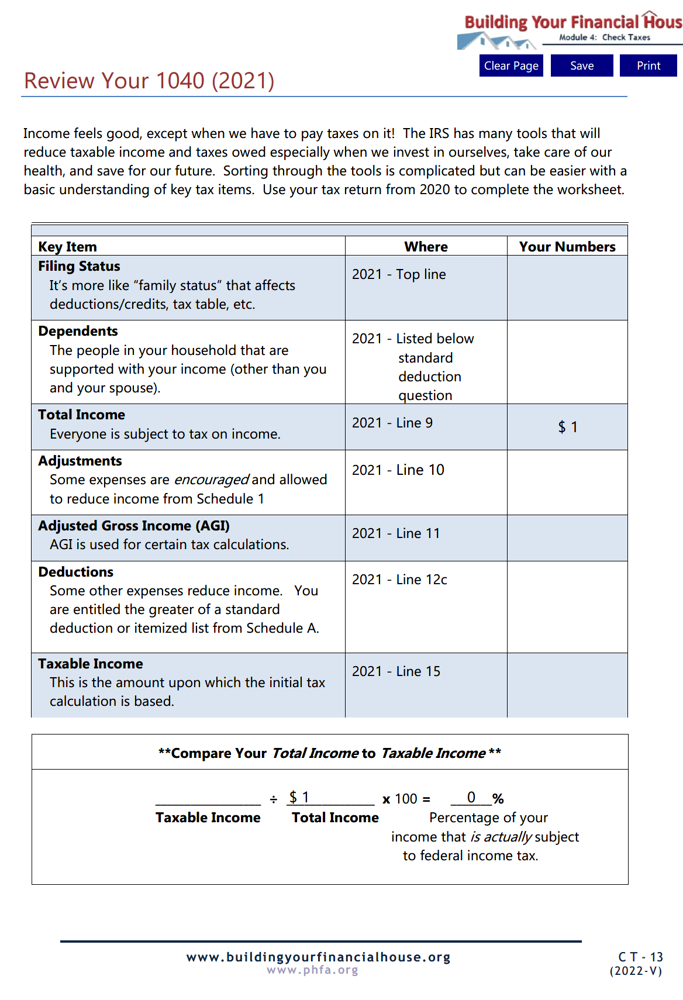 Building Your Financial Hous
Module 4: Check Taxes
Clear Page Save Print
Review Your 1040 (2021)
Income feels good, except when we have to pay taxes on it! The IRS has many tools that will
reduce taxable income and taxes owed especially when we invest in ourselves, take care of our
health, and save for our future. Sorting through the tools is complicated but can be easier with a
basic understanding of key tax items. Use your tax return from 2020 to complete the worksheet.
Key Item Where Your Numbers
Filing Status
It's more like “family status” that affects
deductions/credits, tax table, etc.
2021 - Top line
Dependents
The people in your household that are
supported with your income (other than you
and your spouse).
2021 - Listed below
standard
deduction
question
Total Income
Everyone is subject to tax on income.
2021 - Line 9
$ 1
Adjustments
Some expenses are encouraged and allowed
to reduce income from Schedule 1
2021 - Line 10
Adjusted Gross Income (AGI)
AGI is used for certain tax calculations.
2021 - Line 11
Deductions
Some other expenses reduce income. You
are entitled the greater of a standard
deduction or itemized list from Schedule A.
2021 - Line 12c
Taxable Income
This is the amount upon which the initial tax
calculation is based.
2021 - Line 15
**Compare Your Total Income to Taxable Income**
_______________ ÷ $ 1 x 100 = 0 %
Taxable Income Total Income Percentage of your
income that is actually subject
to federal income tax.
www.buildingyourfinancialhouse.org
www.phfa.org
C T - 13
(2022-V)